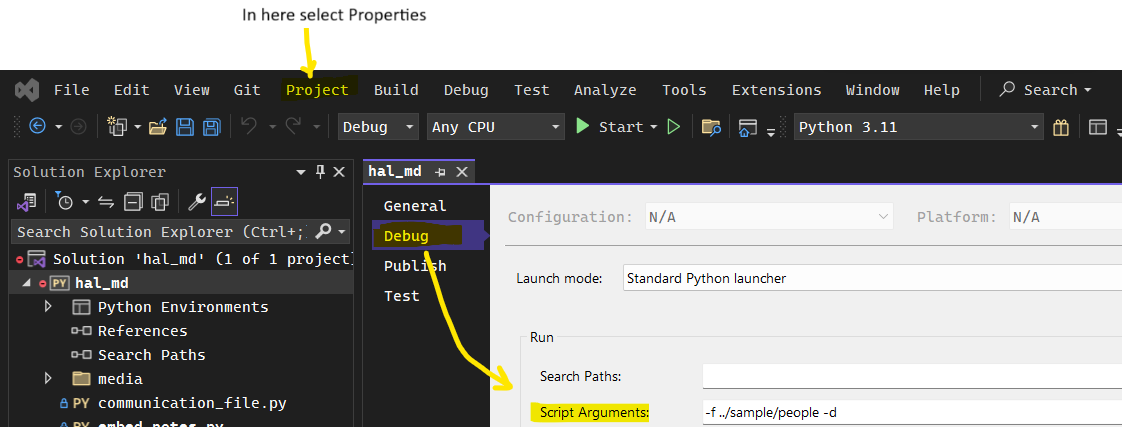 In here select Properties
File Edit View Git Project Build Debug Test Analyze Tools Extensions Window Help Search
Debug Any CPU Start Python 3.11
Solution Explorer
hal_md
Search Solution Explorer (Ctrl+;)
Solution 'hal_md' (1 of 1 project)
PY hal_md
Python Environments
References
Search Paths
media
PY communication_file.py
PY embed_notes.py
General
Debug
Publish
Test
Configuration: N/A Platform: N/A
Launch mode: Standard Python launcher
Run
Search Paths:
Script Arguments: -f ../sample/people -d